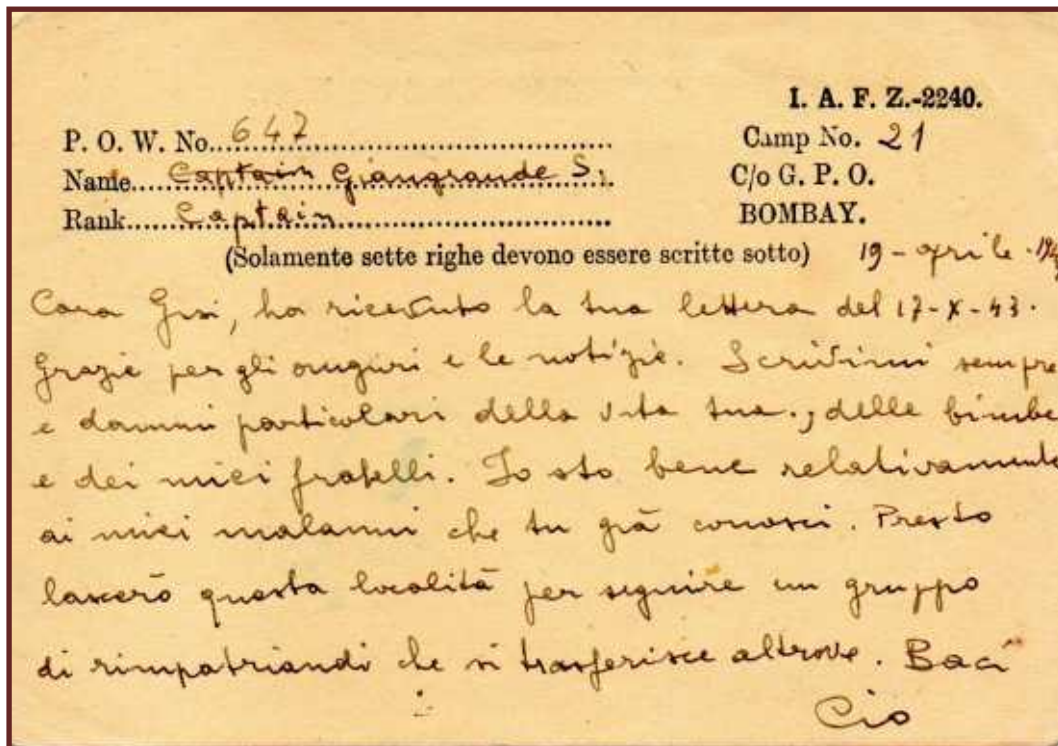 I. A. F. Z.-2240.
P. O. W. No. 647 Camp No. 21
Name Captain Giangrande S. C/o G. P. O.
Rank Captain BOMBAY.
(Solamente sette righe devono essere scritte sotto) 19-aprile-
Cara Gisi, ho ricevuto la tua lettera del 17-X-43.
Grazie per gli auguri e le notizie. Scrivimi sempre
e dammi particolari della vita tua, delle bimbe
e dei miei fratelli. Io sto bene relativamente
ai miei malanni che tu già conosci. Presto
lascerò questa località per seguire un gruppo
di rimpatriandi che si trasferisce altrove. Baci
Cio